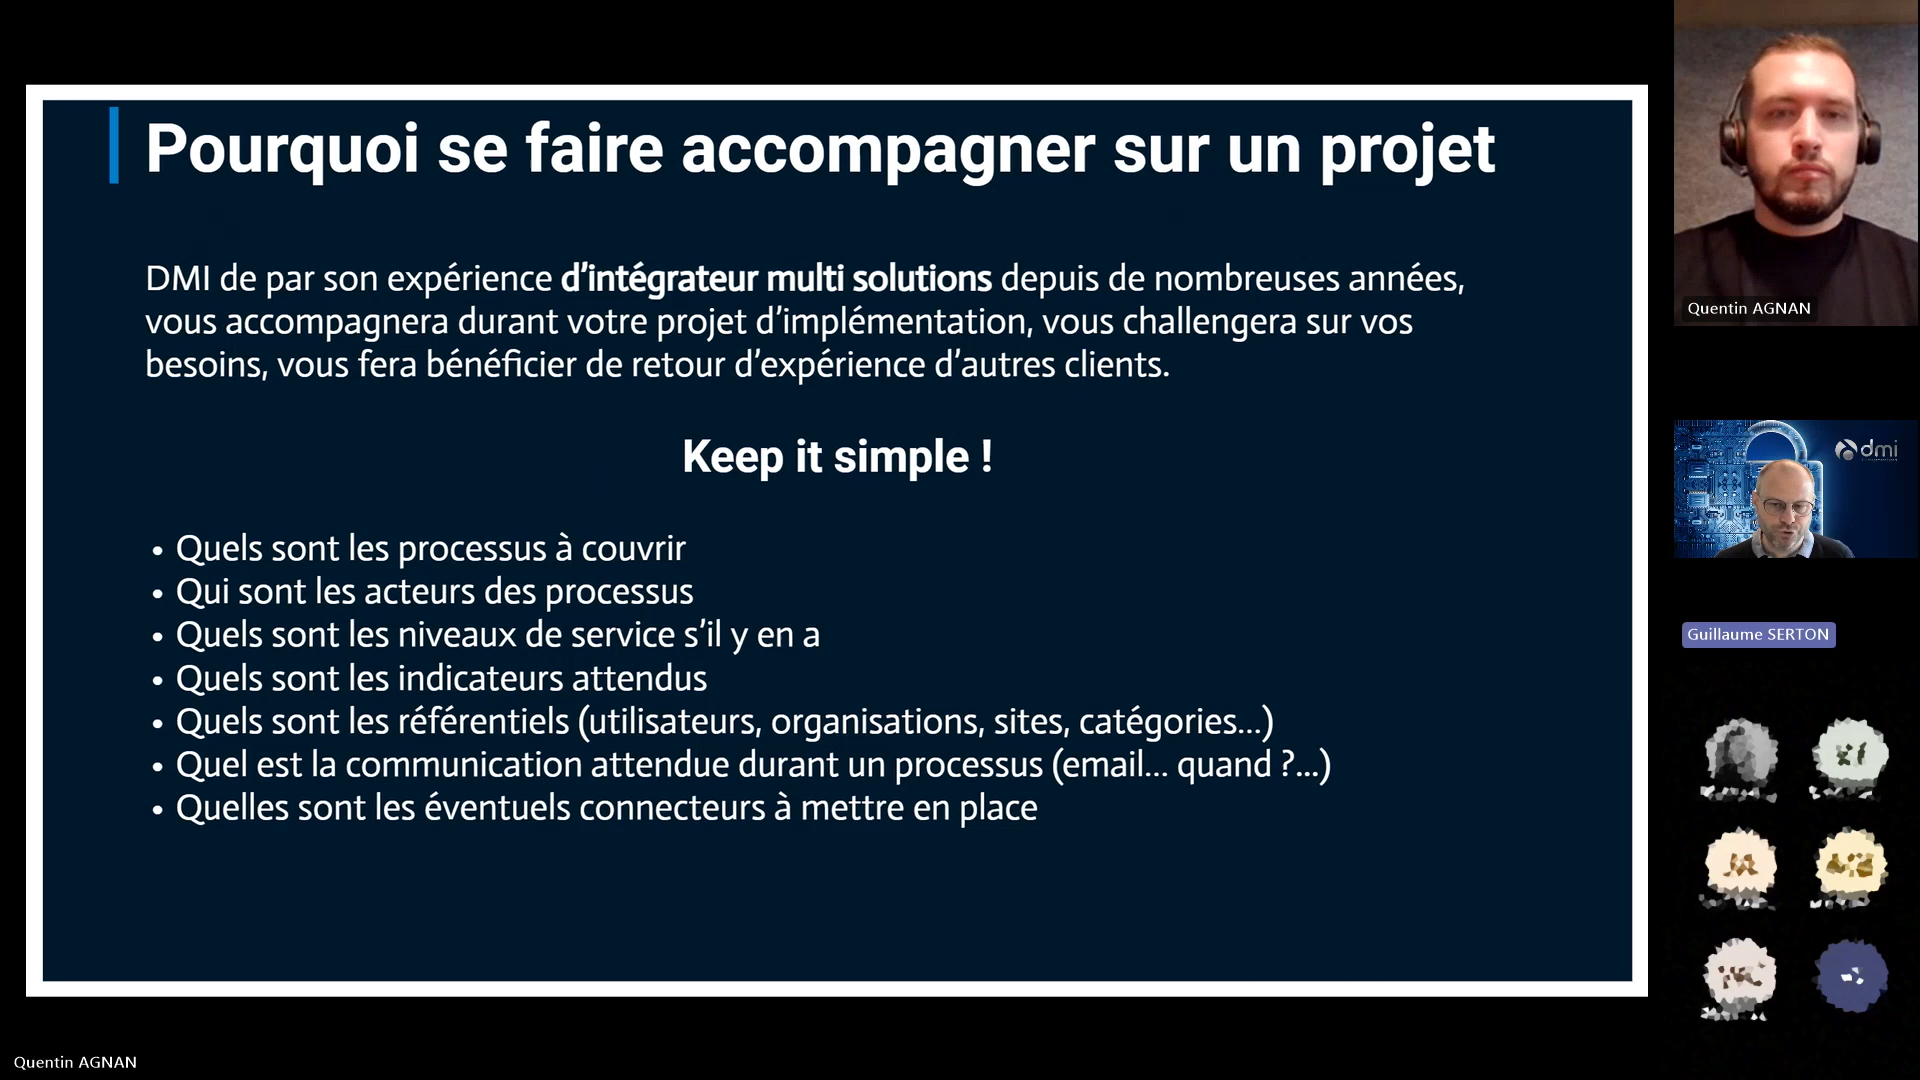 Pourquoi se faire accompagner sur un projet
DMI de par son expérience d’intégrateur multi solutions depuis de nombreuses années,
vous accompagnera durant votre projet d’implémentation, vous challengera sur vos
besoins, vous fera bénéficier de retour d’expérience d’autres clients.
Keep it simple !
• Quels sont les processus à couvrir
• Qui sont les acteurs des processus
• Quels sont les niveaux de service s’il y en a
• Quels sont les indicateurs attendus
• Quels sont les référentiels (utilisateurs, organisations, sites, catégories...)
• Quel est la communication attendue durant un processus (email... quand ?...)
• Quelles sont les éventuels connecteurs à mettre en place
Quentin AGNAN
dmi
Guillaume SERTON
Quentin AGNAN